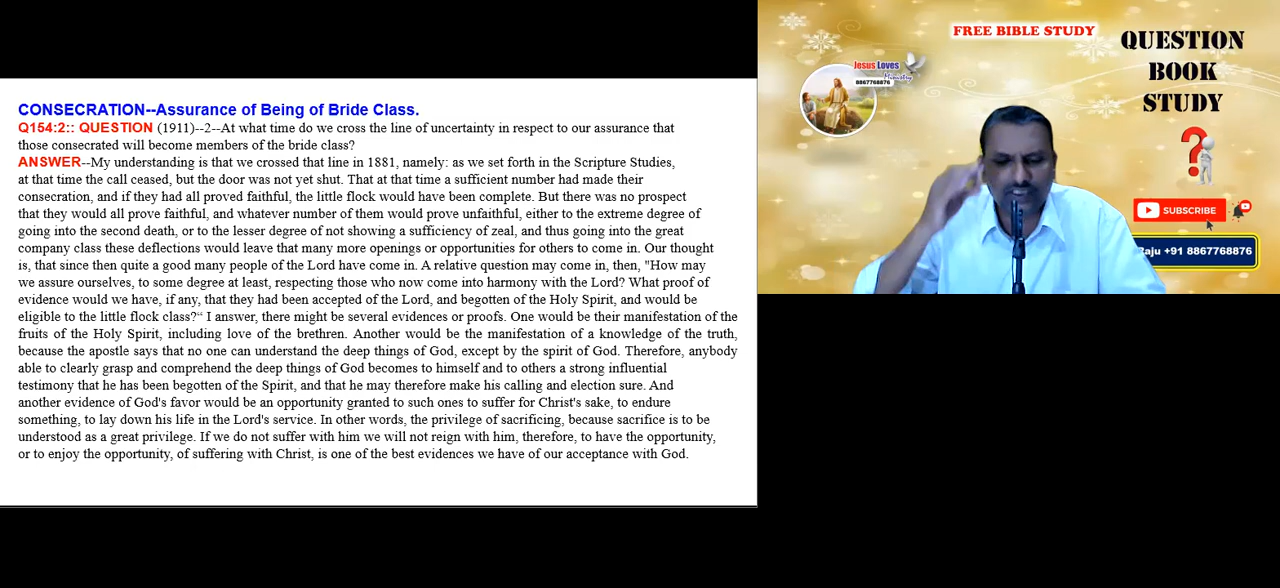 CONSECRATION--Assurance of Being of Bride Class.
Q154:2:: QUESTION (1911)--2--At what time do we cross the line of uncertainty in respect to our assurance that
those consecrated will become members of the bride class?
ANSWER--My understanding is that we crossed that line in 1881, namely: as we set forth in the Scripture Studies,
at that time the call ceased, but the door was not yet shut. That at that time a sufficient number had made their
consecration, and if they had all proved faithful, the little flock would have been complete. But there was no prospect
that they would all prove faithful, and whatever number of them would prove unfaithful, either to the extreme degree of
going into the second death, or to the lesser degree of not showing a sufficiency of zeal, and thus going into the great
company class these deflections would leave that many more openings or opportunities for others to come in. Our thought
is, that since then quite a good many people of the Lord have come in. A relative question may come in, then, "How may
we assure ourselves, to some degree at least, respecting those who now come into harmony with the Lord? What proof of
evidence would we have, if any, that they had been accepted of the Lord, and begotten of the Holy Spirit, and would be
eligible to the little flock class?“ I answer, there might be several evidences or proofs. One would be their manifestation of the
fruits of the Holy Spirit, including love of the brethren. Another would be the manifestation of a knowledge of the truth,
because the apostle says that no one can understand the deep things of God, except by the spirit of God. Therefore, anybody
able to clearly grasp and comprehend the deep things of God becomes to himself and to others a strong influential
testimony that he has been begotten of the Spirit, and that he may therefore make his calling and election sure. And
another evidence of God's favor would be an opportunity granted to such ones to suffer for Christ's sake, to endure
something, to lay down his life in the Lord's service. In other words, the privilege of sacrificing, because sacrifice is to be
understood as a great privilege. If we do not suffer with him we will not reign with him, therefore, to have the opportunity,
or to enjoy the opportunity, of suffering with Christ, is one of the best evidences we have of our acceptance with God.
FREE BIBLE STUDY
Jesus Loves
Ministry
8867768876
QUESTION
BOOK
STUDY
?
SUBSCRIBE
Raju +91 8867768876